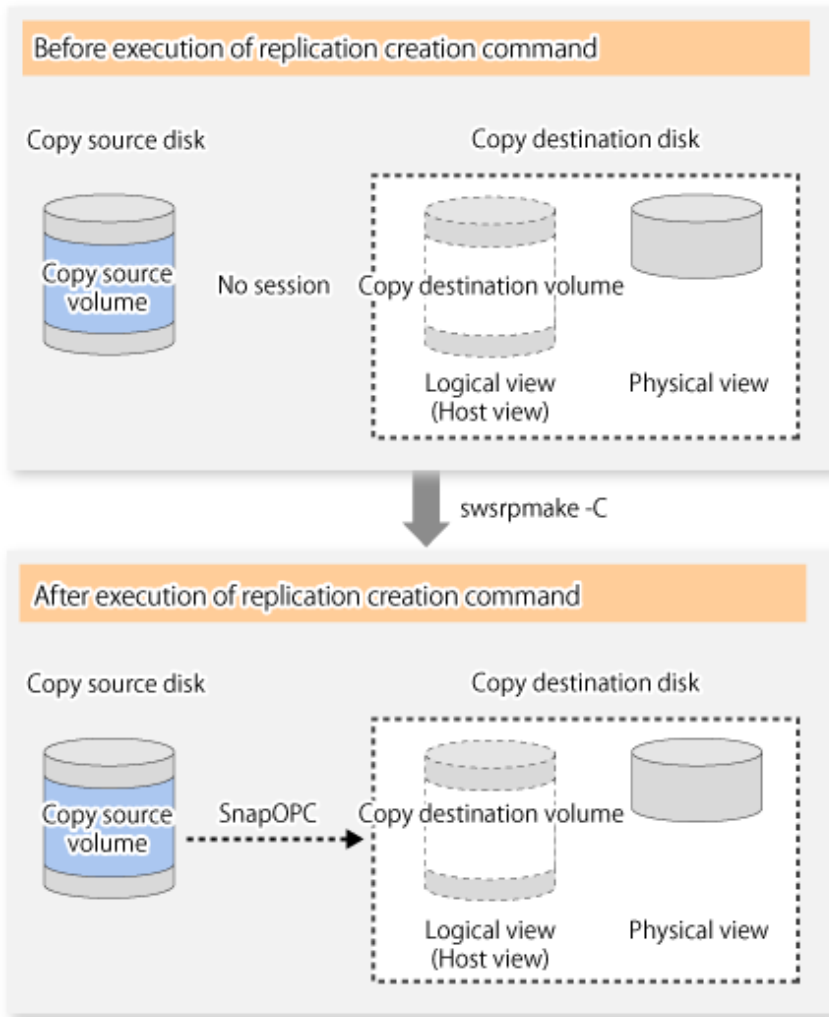 Before execution of replication creation command
Copy source disk
Copy destination disk
Copy source
volume
No session
Copy destination volume
Logical view
(Host view)
Physical view
swsrpmake -C
After execution of replication creation command
Copy source disk
Copy destination disk
Copy source
volume
SnapOPC
Copy destination volume
Logical view
(Host view)
Physical view